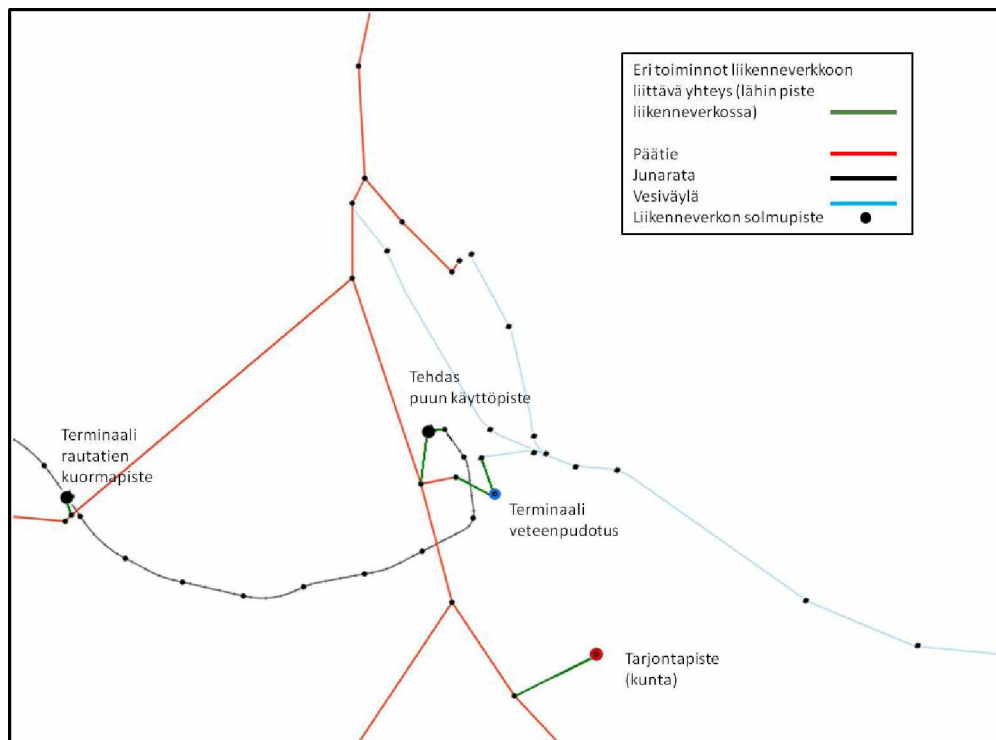 Eri toiminnot liikenneverkkoon
liittävä yhteys (lähin piste
liikenneverkossa)
Päätie
Junarata
Vesiväylä
Liikenneverkon solmupiste
Tehdas
puun käyttöpiste
Terminaali
rautatien
kuormapiste
Terminaali
veteenpudotus
Tarjontapiste
(kunta)